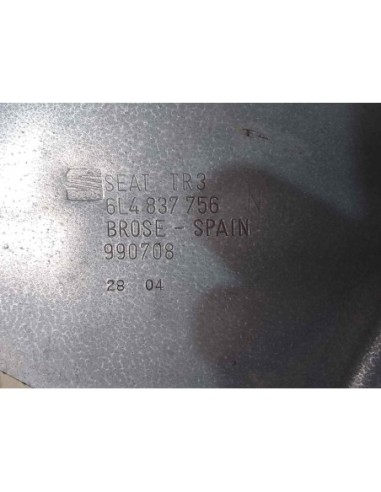 SEAT TR3
6L4 837 756
BROSE - SPAIN
990708
28 04